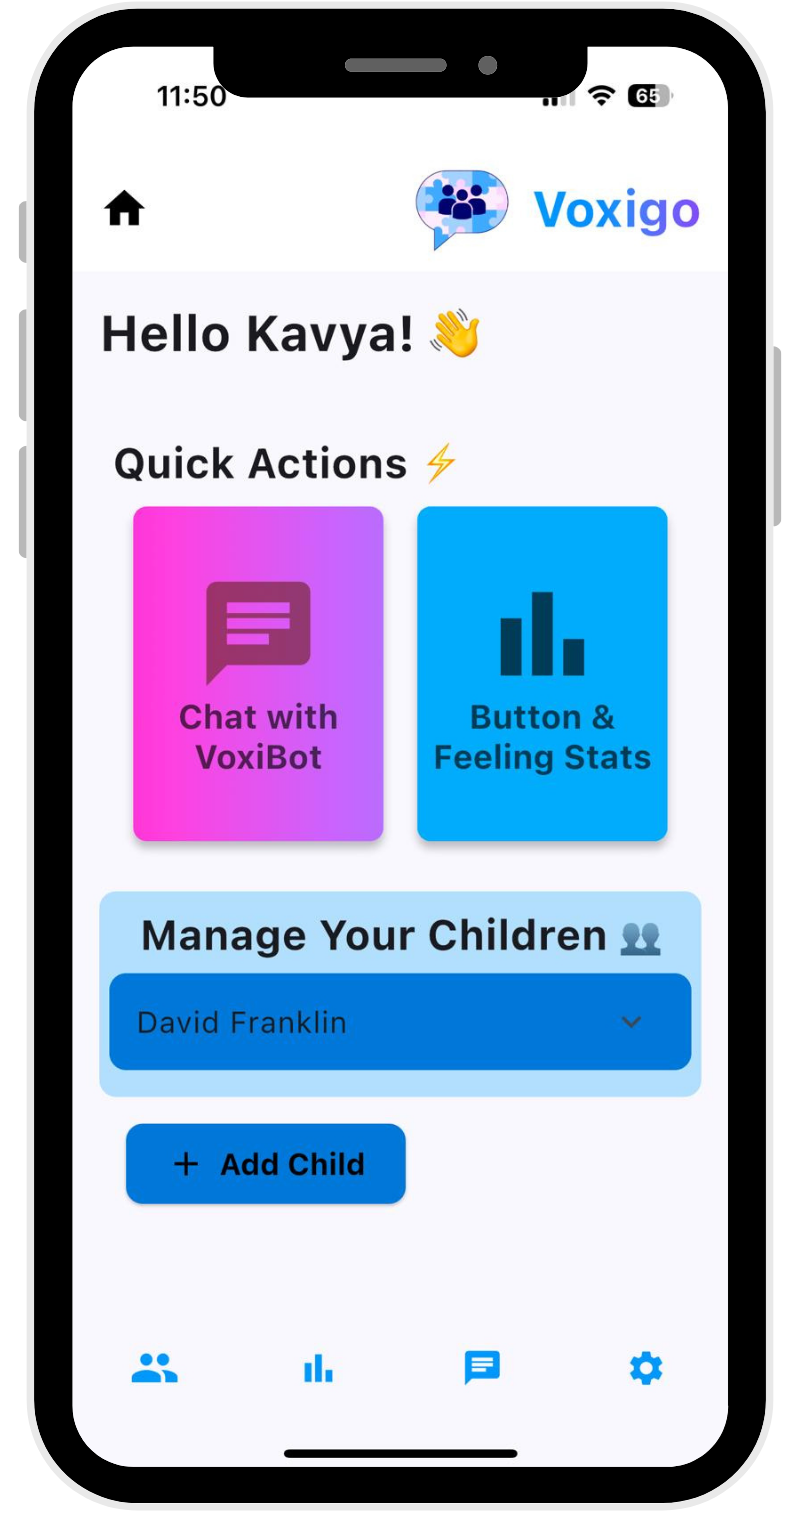 11:50
65
Voxigo
Hello Kavya! 👋
Quick Actions ⚡
Chat with
VoxiBot
Button &
Feeling Stats
Manage Your Children 👥
David Franklin
+ Add Child